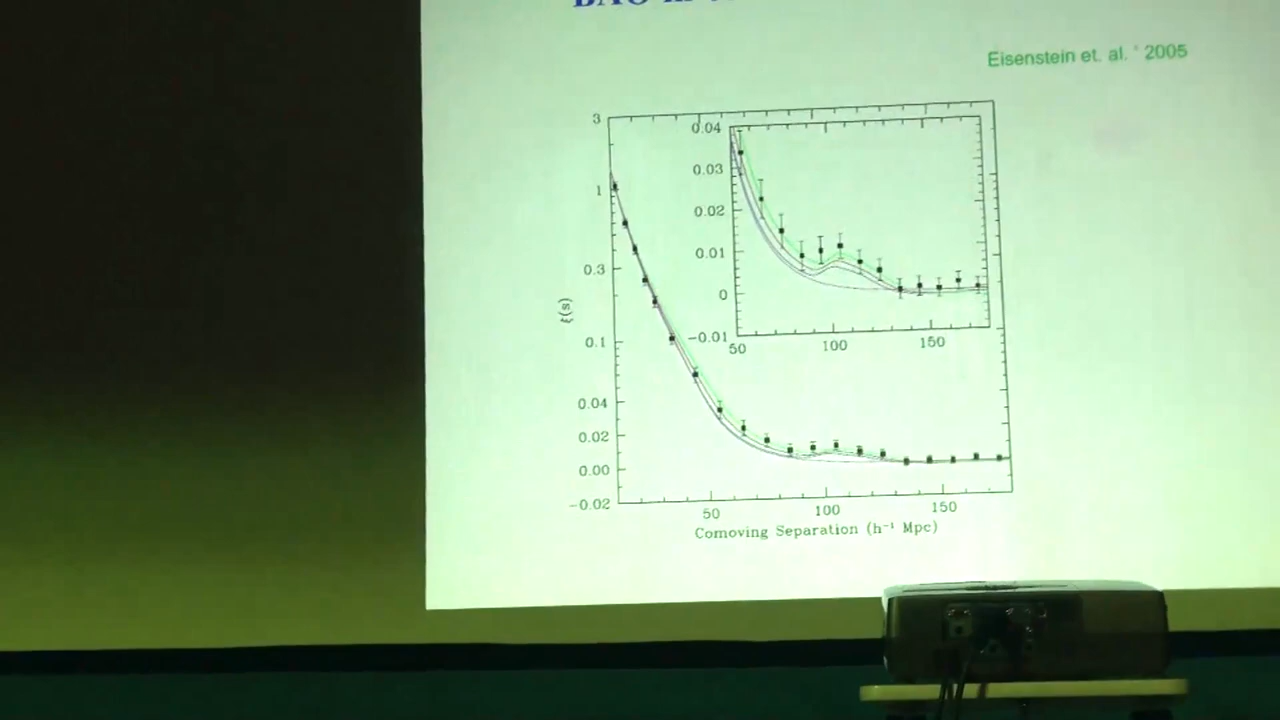 BAO
Eisenstein et. al. ' 2005
3
1
0.3
0.1
0.04
0.02
0.00
−0.02
ξ(s)
0.04
0.03
0.02
0.01
0
−0.01
50 100 150
50 100 150
Comoving Separation (h⁻¹ Mpc)